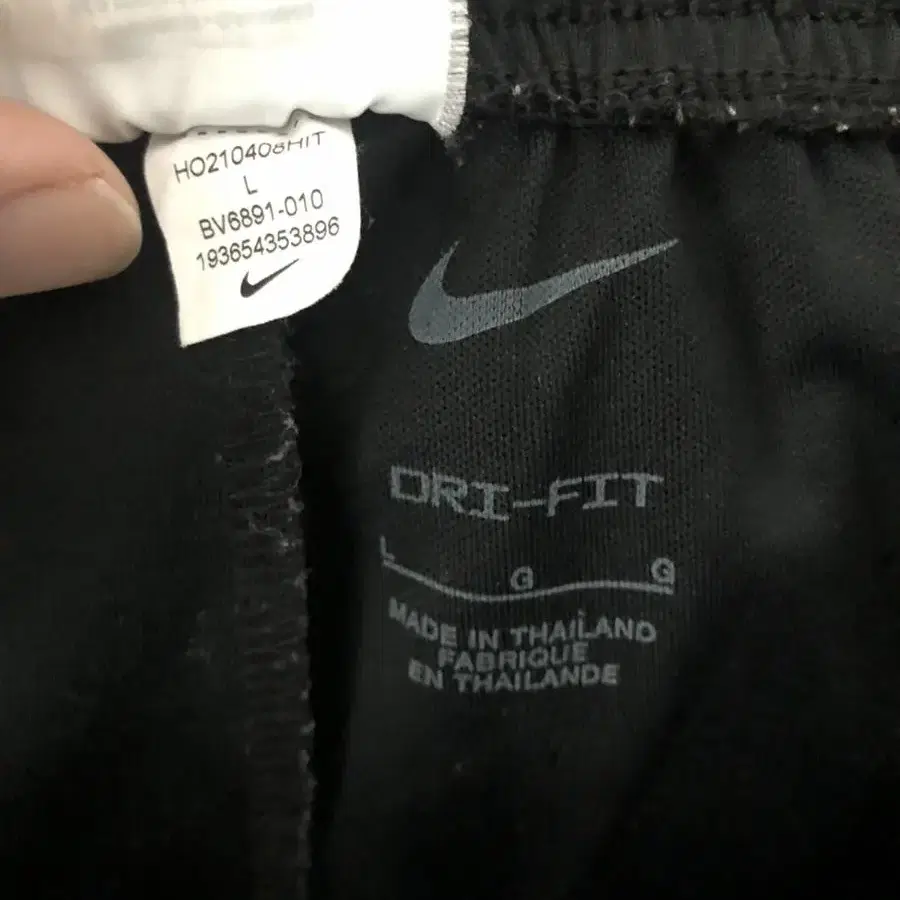 HO210408HIT
L
BV6891-010
193654353896
DRI-FIT
L G G
MADE IN THAILAND
FABRIQUE
EN THAILANDE